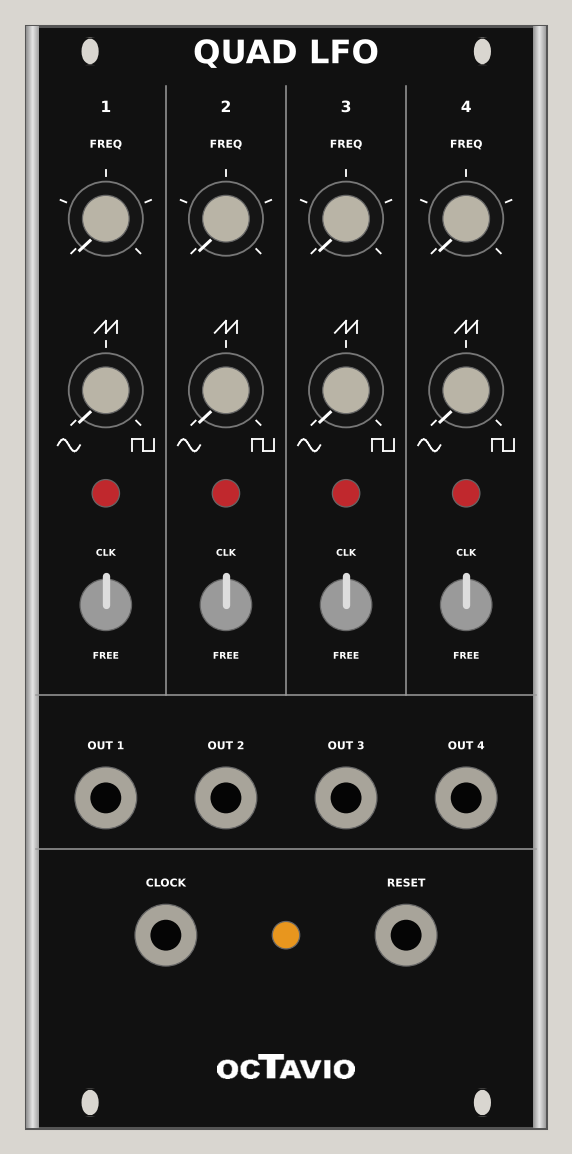 QUAD LFO
1 2 3 4
FREQ FREQ FREQ FREQ
CLK CLK CLK CLK
FREE FREE FREE FREE
OUT 1 OUT 2 OUT 3 OUT 4
CLOCK RESET
OCTAVIO